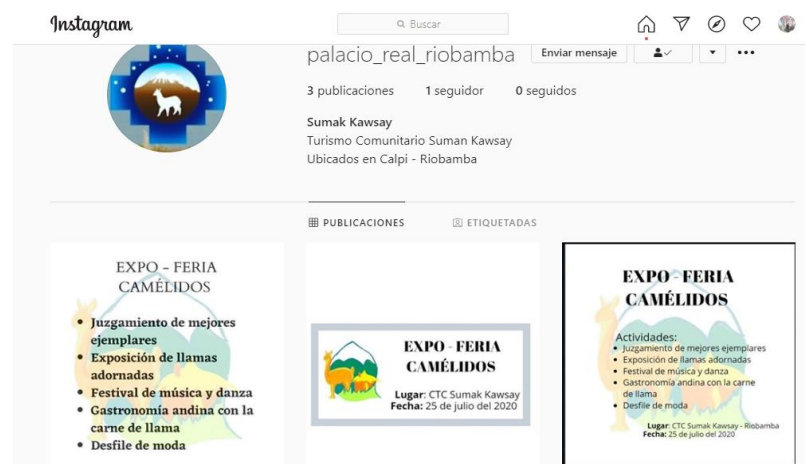 Instagram
Buscar
palacio_real_riobamba
Enviar mensaje
3 publicaciones 1 seguidor 0 seguidos
Sumak Kawsay
Turismo Comunitario Suman Kawsay
Ubicados en Calpi - Riobamba
PUBLICACIONES ETIQUETADAS
EXPO – FERIA
CAMÉLIDOS
• Juzgamiento de mejores
ejemplares
• Exposición de llamas
adornadas
• Festival de música y danza
• Gastronomía andina con la
carne de llama
• Desfile de moda
EXPO - FERIA
CAMÉLIDOS
Lugar: CTC Sumak Kawsay
Fecha: 25 de julio del 2020
EXPO - FERIA
CAMÉLIDOS
Actividades:
• Juzgamiento de mejores ejemplares
• Exposición de llamas adornadas
• Festival de música y danza
• Gastronomía andina con la carne
de llama
• Desfile de moda
Lugar: CTC Sumak Kawsay - Riobamba
Fecha: 25 de julio del 2020